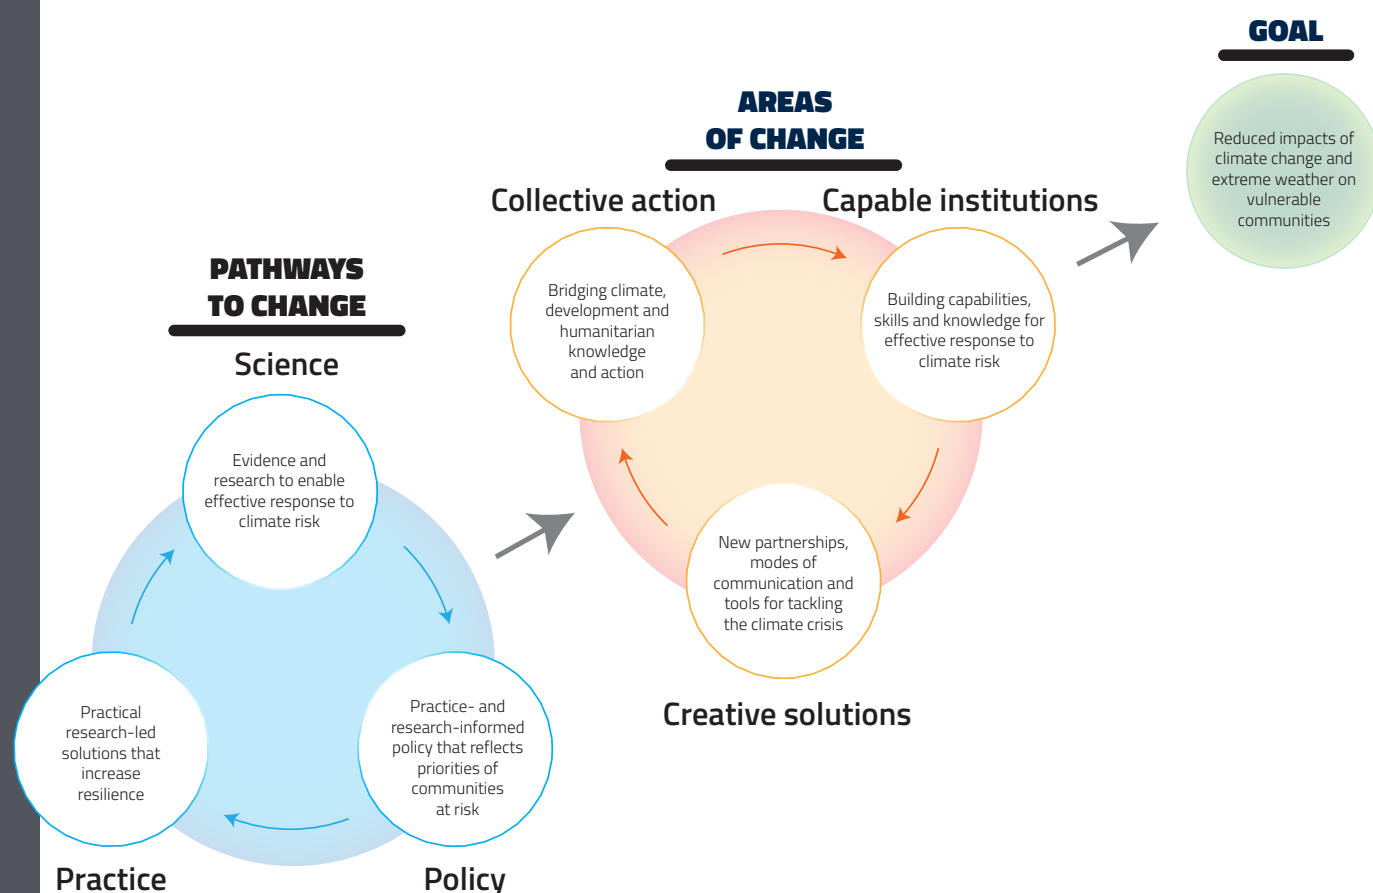 PATHWAYS
TO CHANGE
Science
Evidence and
research to enable
effective response to
climate risk
Practical
research-led
solutions that
increase
resilience
Practice
Practice- and
research-informed
policy that reflects
priorities of
communities
at risk
Policy
AREAS
OF CHANGE
Collective action
Bridging climate,
development and
humanitarian
knowledge
and action
Capable institutions
Building capabilities,
skills and knowledge for
effective response to
climate risk
New partnerships,
modes of
communication and
tools for tackling
the climate crisis
Creative solutions
GOAL
Reduced impacts of
climate change and
extreme weather on
vulnerable
communities